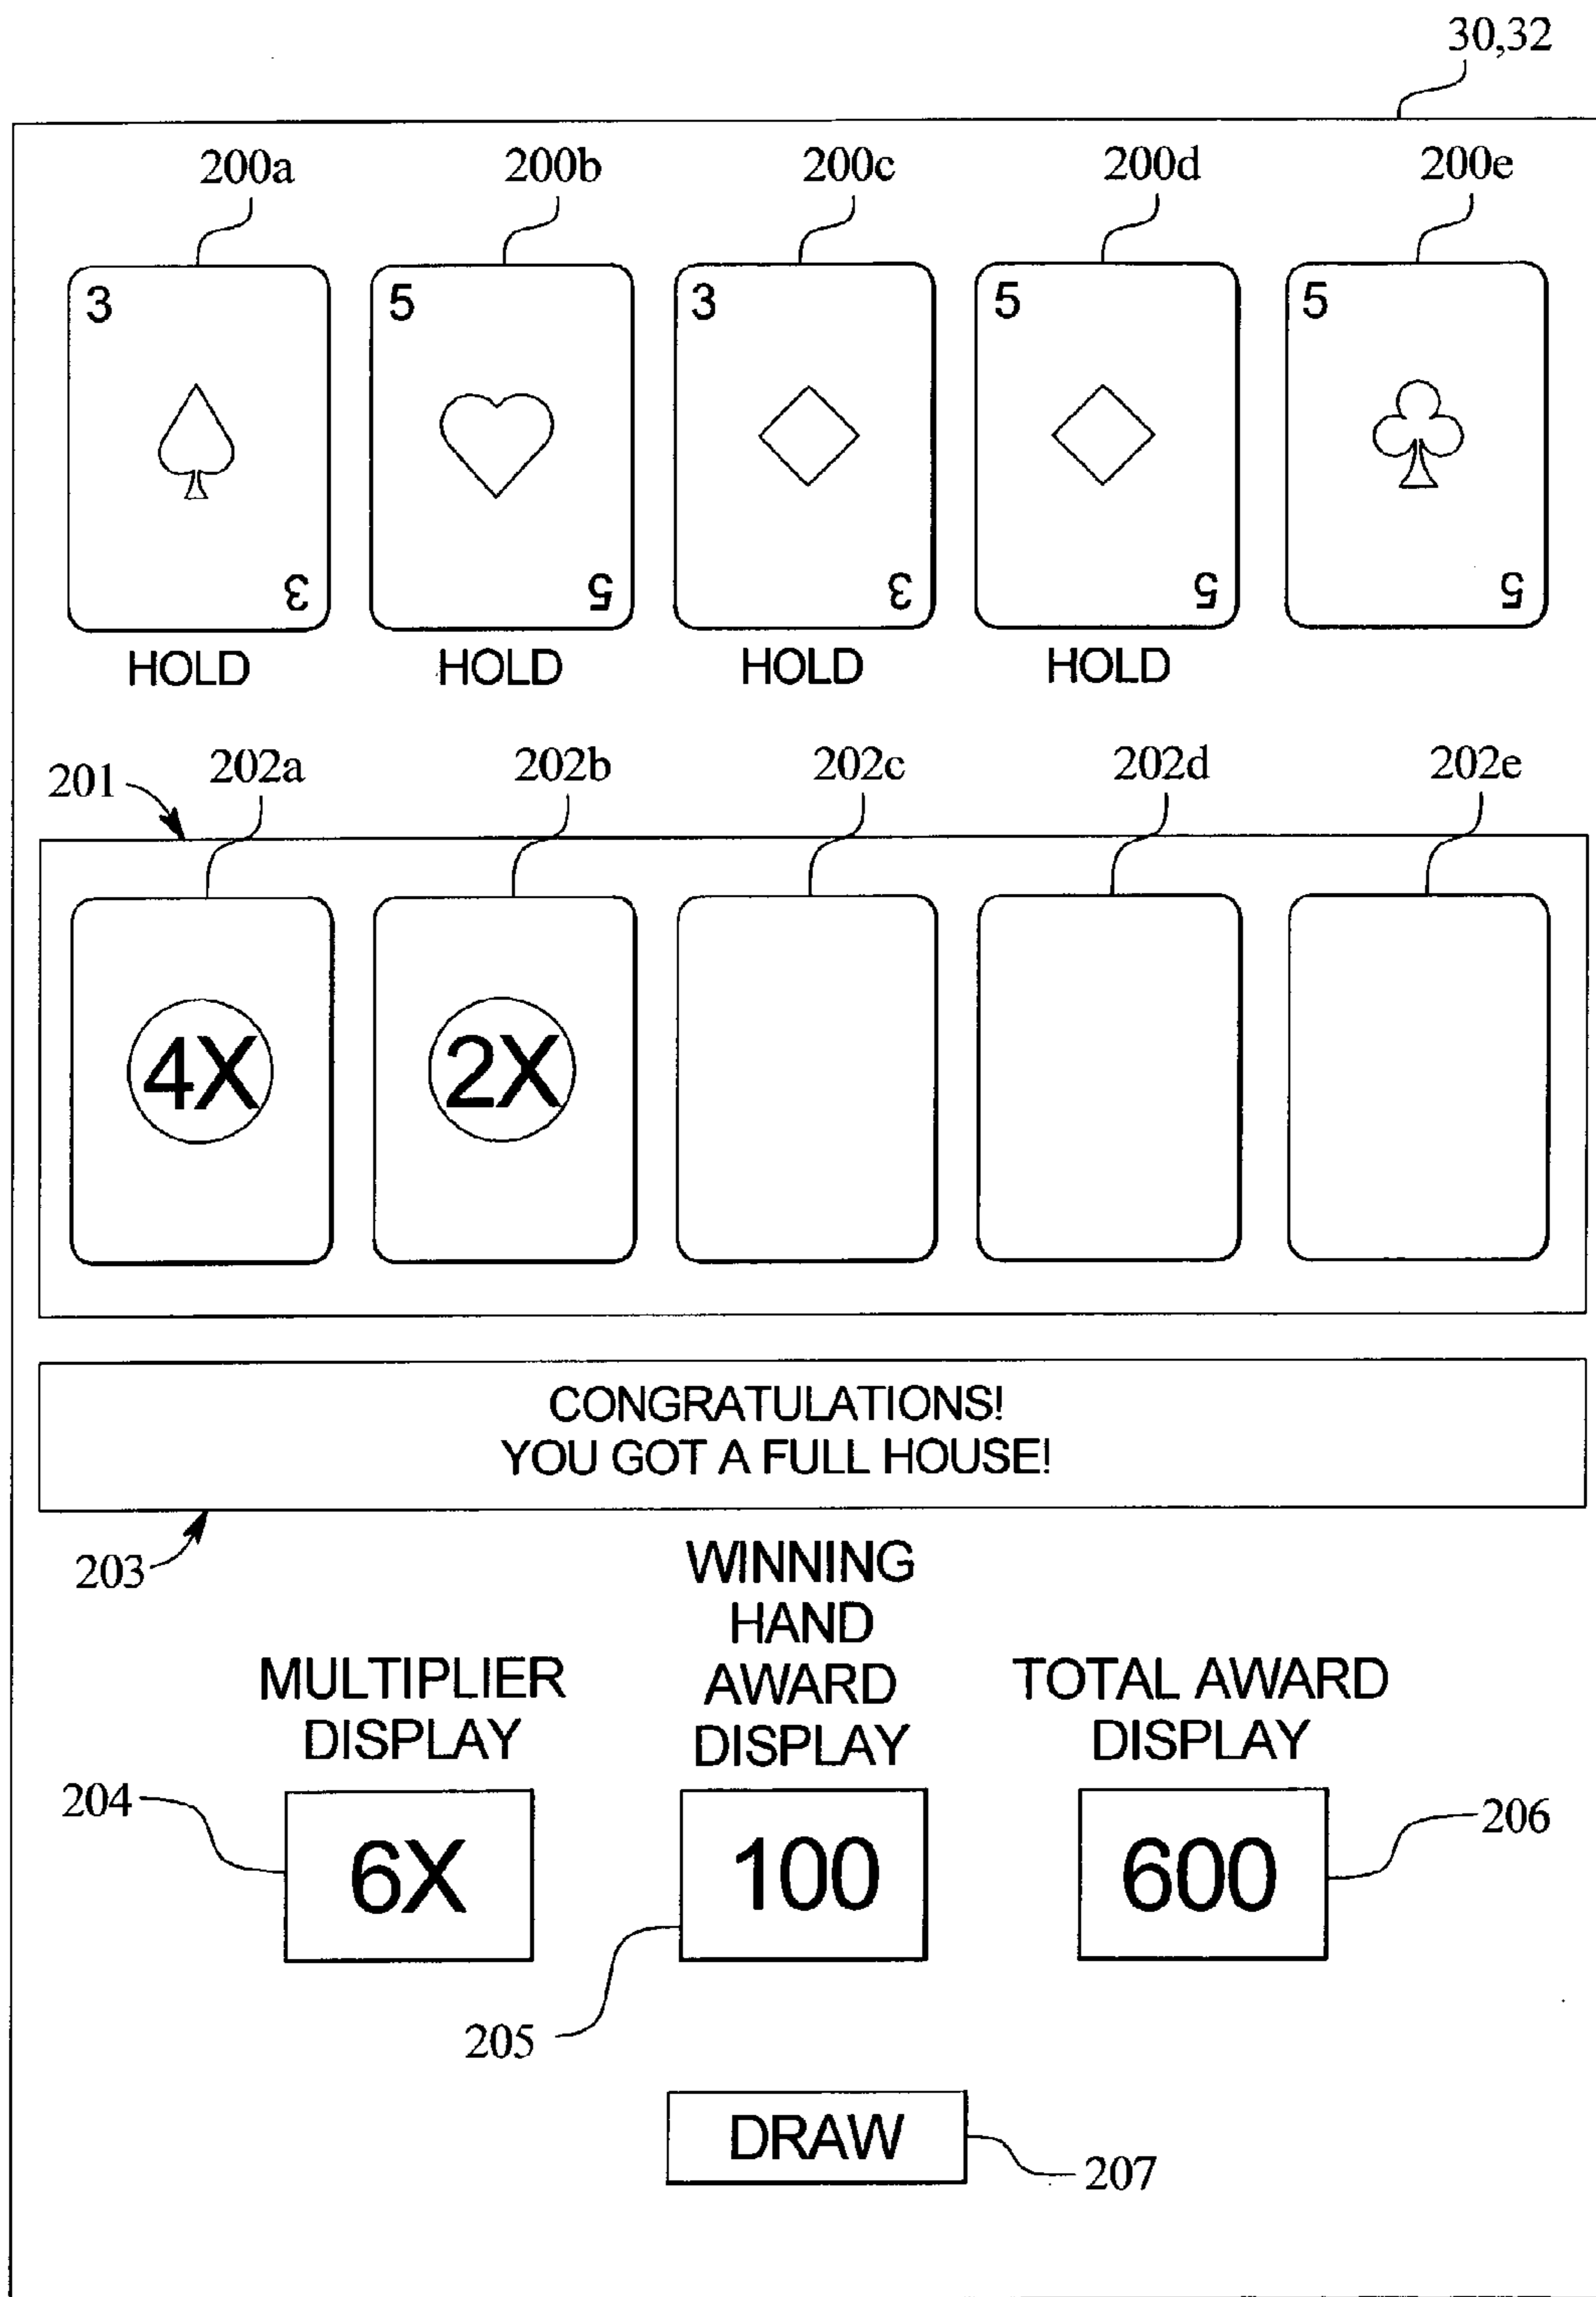 30,32
200a 200b 200c 200d 200e
3 5 3 5 5
3 5 3 5 5
HOLD HOLD HOLD HOLD
201 202a 202b 202c 202d 202e
4X 2X
CONGRATULATIONS!
YOU GOT A FULL HOUSE!
203
WINNING
HAND
MULTIPLIER AWARD TOTAL AWARD
DISPLAY DISPLAY DISPLAY
204 206
6X 100 600
205
DRAW
207